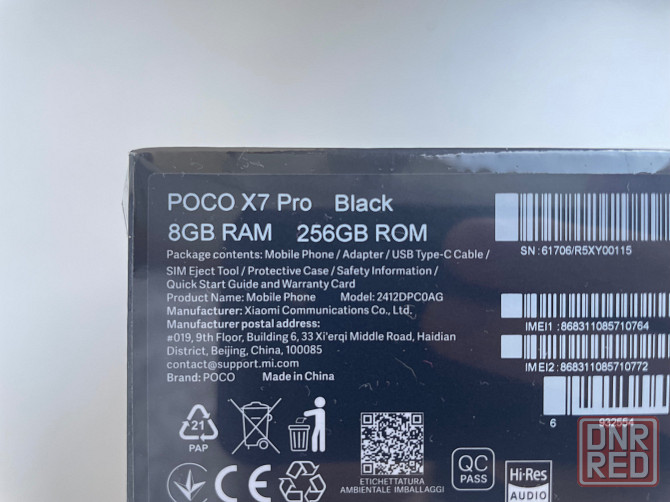 POCO X7 Pro Black
8GB RAM 256GB ROM
Package contents: Mobile Phone / Adapter / USB Type-C Cable /
SIM Eject Tool / Protective Case / Safety Information /
Quick Start Guide and Warranty Card
Product Name: Mobile Phone Model: 2412DPC0AG
Manufacturer: Xiaomi Communications Co., Ltd.
Manufacturer postal address:
#019, 9th Floor, Building 6, 33 Xi'erqi Middle Road, Haidian
District, Beijing, China, 100085
contact@support.mi.com
Brand: POCO Made in China
SN: 61706/R5XY00115
IMEI1: 868311085710764
IMEI2: 868311085710772
6 932554
21
PAP
CE
ETICHETTATURA
AMBIENTALE IMBALLAGGI
QC
PASS
Hi-Res
AUDIO
DNR
RED